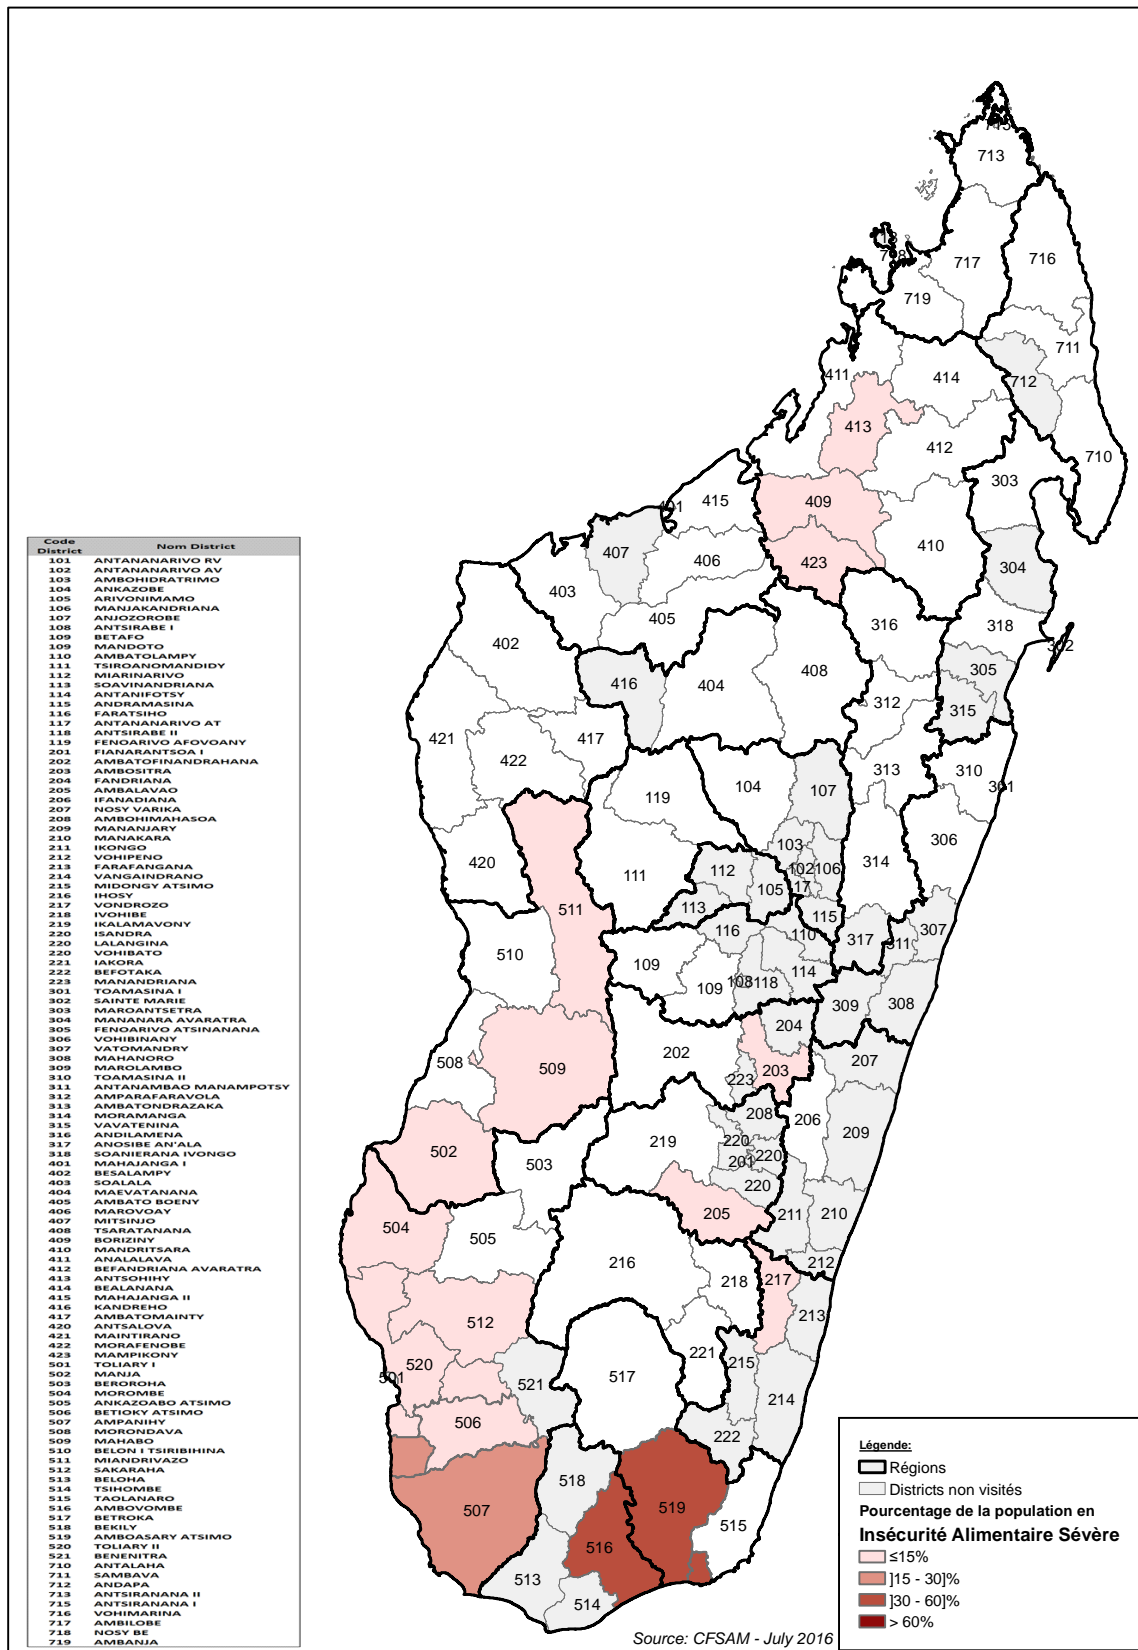 Code District Nom District
101 ANTANANARIVO RV
102 ANTANANARIVO AV
103 AMBOHIDRATRIMO
104 ANKAZOBE
105 ARIVONIMAMO
106 MANJAKANDRIANA
107 ANJOZOROBE
108 ANTSIRABE I
109 BETAFO
109 MANDOTO
110 AMBATOLAMPY
111 TSIROANOMANDIDY
112 MIARINARIVO
113 SOAVINANDRIANA
114 ANTANIFOTSY
115 ANDRAMASINA
116 FARATSIHO
117 ANTANANARIVO AT
118 ANTSIRABE II
119 FENOARIVO AFOVOANY
201 FIANARANTSOA I
202 AMBATOFINANDRAHANA
203 AMBOSITRA
204 FANDRIANA
205 AMBALAVAO
206 IFANADIANA
207 NOSY VARIKA
208 AMBOHIMAHASOA
209 MANANJARY
210 MANAKARA
211 IKONGO
212 VOHIPENO
213 FARAFANGANA
214 VANGAINDRANO
215 MIDONGY ATSIMO
216 IHOSY
217 VONDROZO
218 IVOHIBE
219 IKALAMAVONY
220 ISANDRA
220 LALANGINA
220 VOHIBATO
221 IAKORA
222 BEFOTAKA
223 MANANDRIANA
301 TOAMASINA I
302 SAINTE MARIE
303 MAROANTSETRA
304 MANANARA AVARATRA
305 FENOARIVO ATSINANANA
306 VOHIBINANY
307 VATOMANDRY
308 MAHANORO
309 MAROLAMBO
310 TOAMASINA II
311 ANTANAMBAO MANAMPOTSY
312 AMPARAFARAVOLA
313 AMBATONDRAZAKA
314 MORAMANGA
315 VAVATENINA
316 ANDILAMENA
317 ANOSIBE AN'ALA
318 SOANIERANA IVONGO
401 MAHAJANGA I
402 BESALAMPY
403 SOALALA
404 MAEVATANANA
405 AMBATO BOENY
406 MAROVOAY
407 MITSINJO
408 TSARATANANA
409 BORIZINY
410 MANDRITSARA
411 ANALALAVA
412 BEFANDRIANA AVARATRA
413 ANTSOHIHY
414 BEALANANA
415 MAHAJANGA II
416 KANDREHO
417 AMBATOMAINTY
420 ANTSALOVA
421 MAINTIRANO
422 MORAFENOBE
423 MAMPIKONY
501 TOLIARY I
502 MANJA
503 BEROROHA
504 MOROMBE
505 ANKAZOABO ATSIMO
506 BETIOKY ATSIMO
507 AMPANIHY
508 MORONDAVA
509 MAHABO
510 BELON I TSIRIBIHINA
511 MIANDRIVAZO
512 SAKARAHA
513 BELOHA
514 TSIHOMBE
515 TAOLANARO
516 AMBOVOMBE
517 BETROKA
518 BEKILY
519 AMBOASARY ATSIMO
520 TOLIARY II
521 BENENITRA
710 ANTALAHA
711 SAMBAVA
712 ANDAPA
713 ANTSIRANANA II
715 ANTSIRANANA I
716 VOHIMARINA
717 AMBILOBE
718 NOSY BE
719 AMBANJA
715
713
716
717
719
711
712
710
411
414
413
412
303
415
401
409
410
407
406
423
304
403
405
316
318
302
402
305
416
404
408
312
315
421
417
422
313
310
301
119
104
107
306
420
103
314
112
102
106
111
105
117
511
113
115
116
110
317
311
307
510
109
109
108
118
114
309
308
204
508
509
202
203
223
207
208
206
209
219
220
201
220
502
503
220
205
211
210
504
505
212
216
218
217
213
512
520
501
521
517
221
215
214
506
222
518
507
519
515
516
513
514
Légende:
Régions
Districts non visités
Pourcentage de la population en
Insécurité Alimentaire Sévère
≤15%
]15 - 30]%
]30 - 60]%
> 60%
Source: CFSAM - July 2016